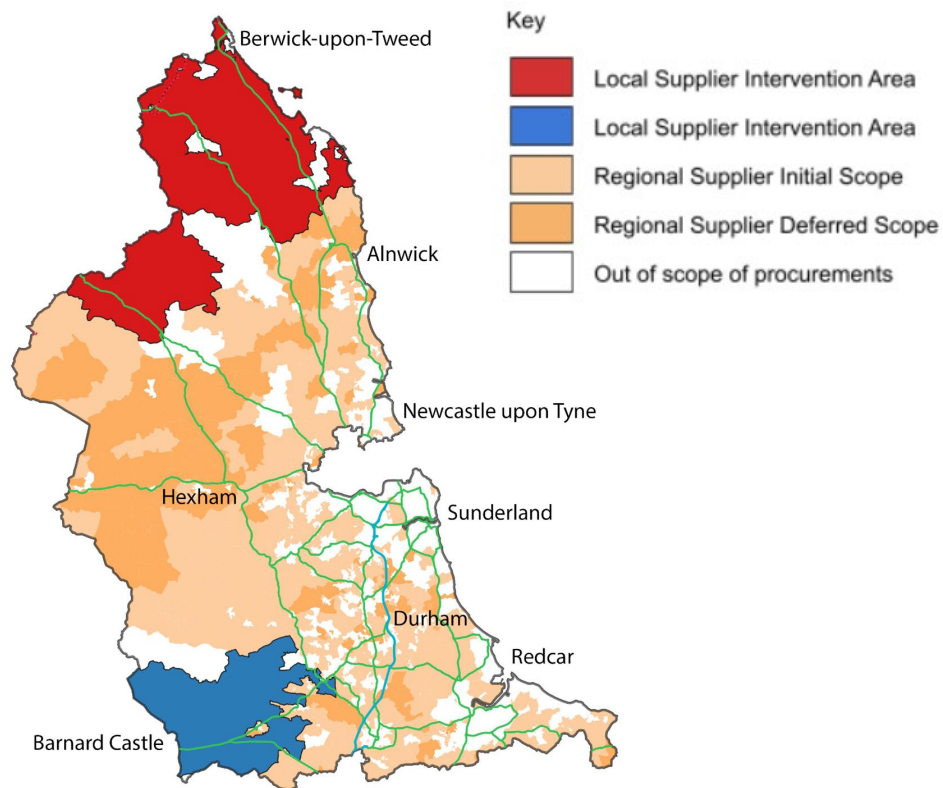 Key
Berwick-upon-Tweed
Local Supplier Intervention Area
Local Supplier Intervention Area
Regional Supplier Initial Scope
Regional Supplier Deferred Scope
Alnwick
Out of scope of procurements
Newcastle upon Tyne
Hexham
Sunderland
Durham
Redcar
Barnard Castle